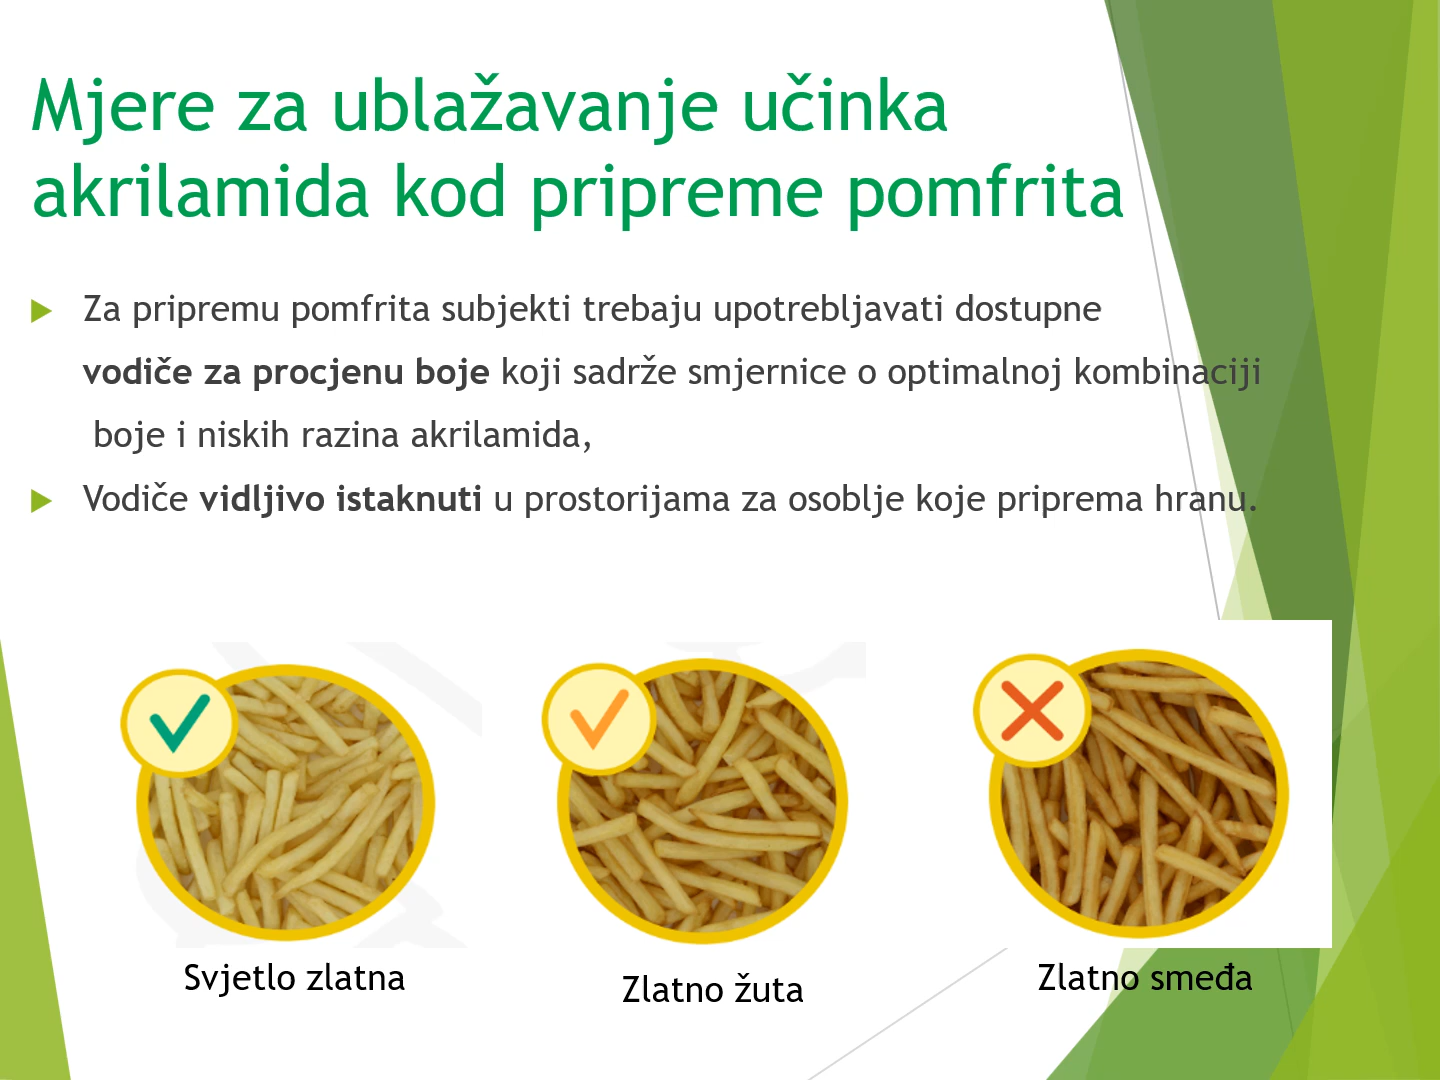 Mjere za ublažavanje učinka
akrilamida kod pripreme pomfrita
Za pripremu pomfrita subjekti trebaju upotrebljavati dostupne
vodiče za procjenu boje koji sadrže smjernice o optimalnoj kombinaciji
boje i niskih razina akrilamida,
Vodiče vidljivo istaknuti u prostorijama za osoblje koje priprema hranu.
Svjetlo zlatna
Zlatno žuta
Zlatno smeđa